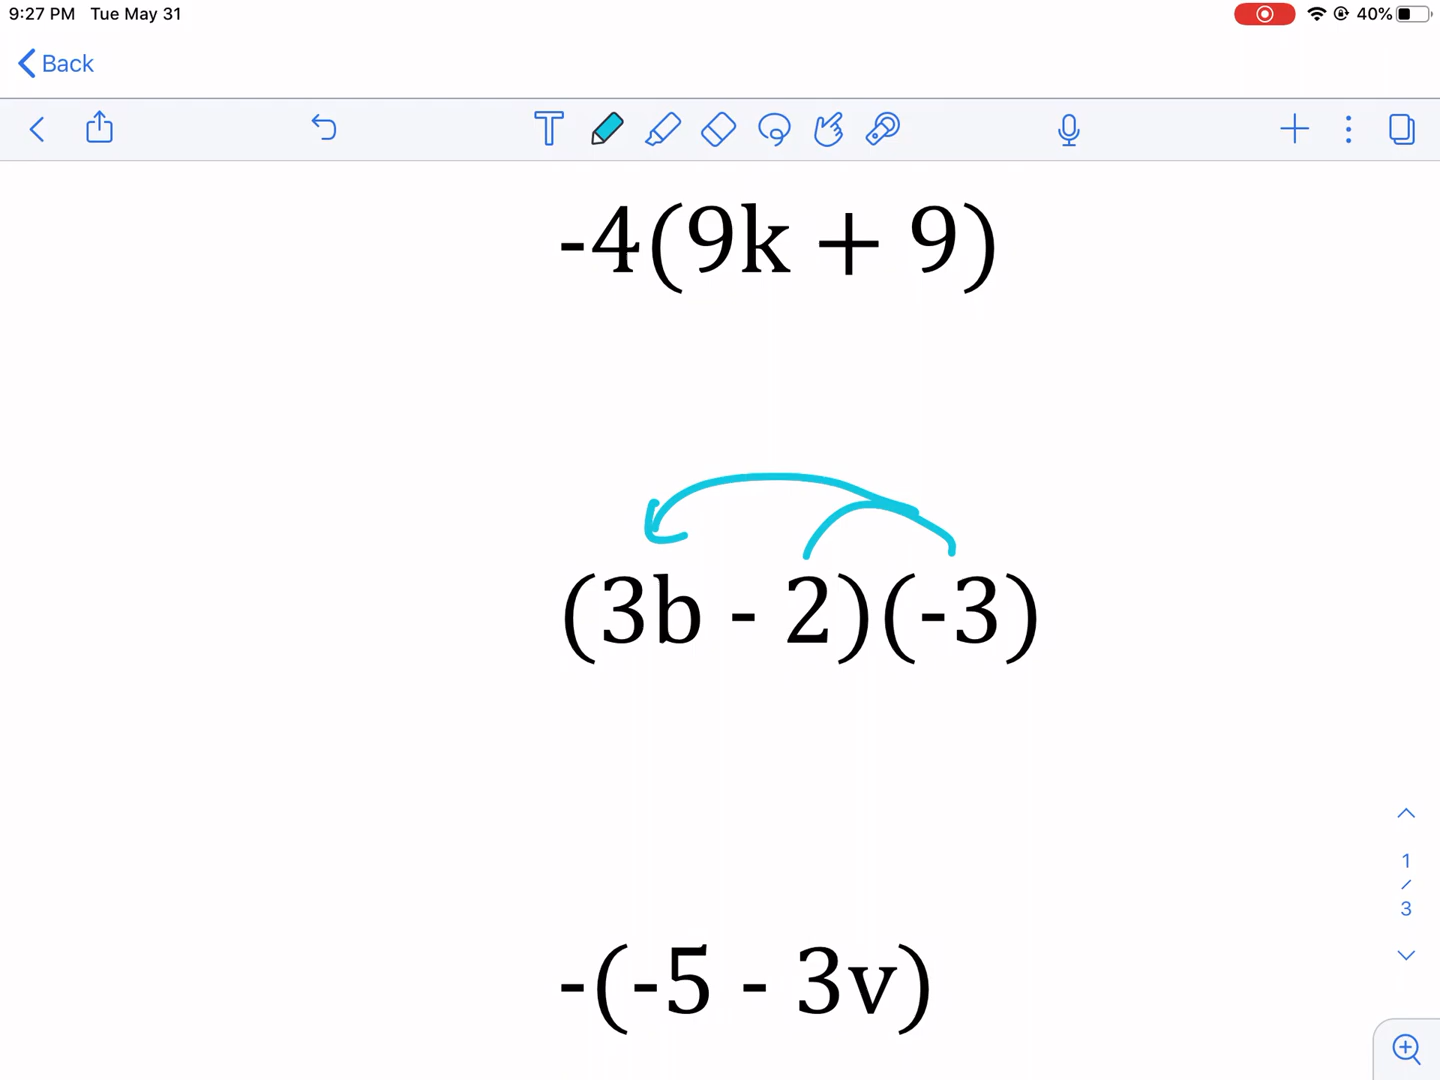 9:27 PM Tue May 31 40%
Back
-4(9k + 9)
(3b - 2)(-3)
-(-5 - 3v)
1
/
3